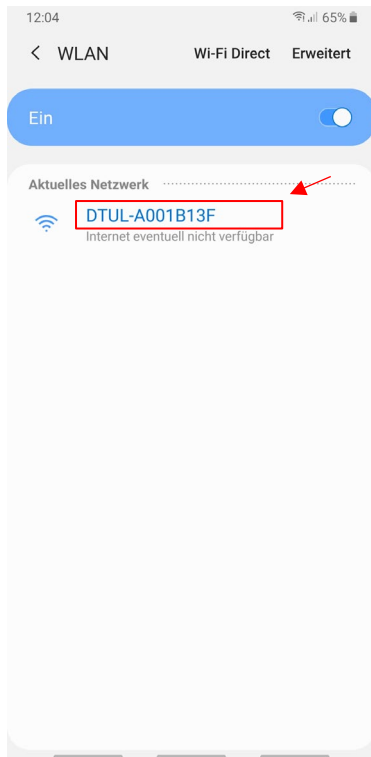 12:04 65%
WLAN Wi-Fi Direct Erweitert
Ein
Aktuelles Netzwerk
DTUL-A001B13F
Internet eventuell nicht verfügbar